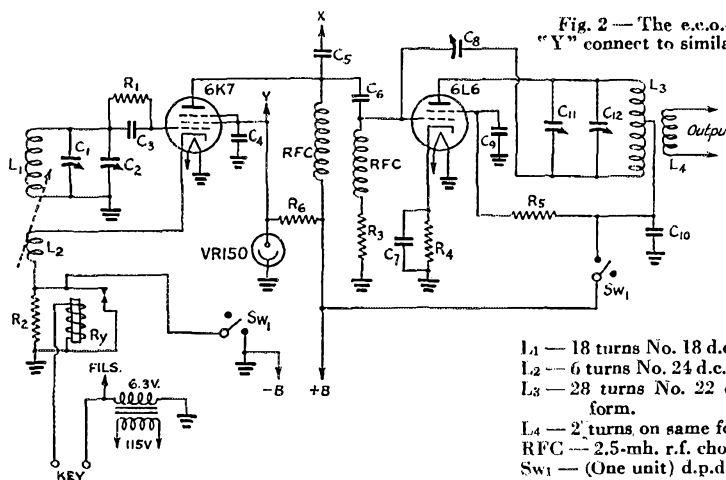 Fig. 2 — The e.c.o.
"Y" connect to simila
X
C5
C8
6K7
Y
C6
6L6
L3
R1
C11
C12
Output
L1
C1
C2
C3
C4
RFC
RFC
C9
L4
R6
R5
L2
VR150
R3
C7
R4
C10
R2
Ry
Sw1
Sw1
FILS.
6.3V.
-B
+B
115V
KEY
L1 — 18 turns No. 18 d.c
L2 — 6 turns No. 24 d.c.
L3 — 28 turns No. 22
form.
L4 — 2 turns on same fo
RFC — 2.5-mh. r.f. cho
Sw1 — (One unit) d.p.d